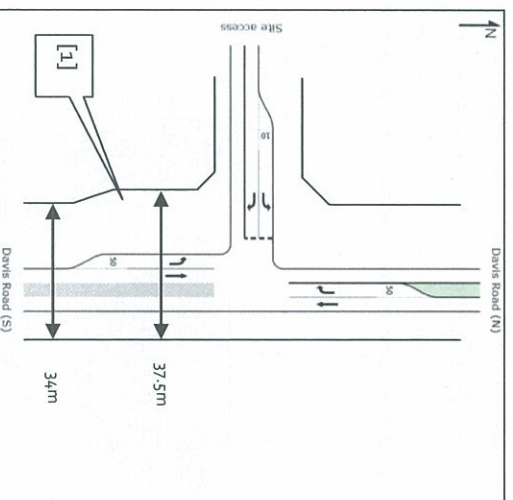 N
Site access
[1]
10
Davis Road (N)
50
50
Davis Road (S)
37.5m
34m